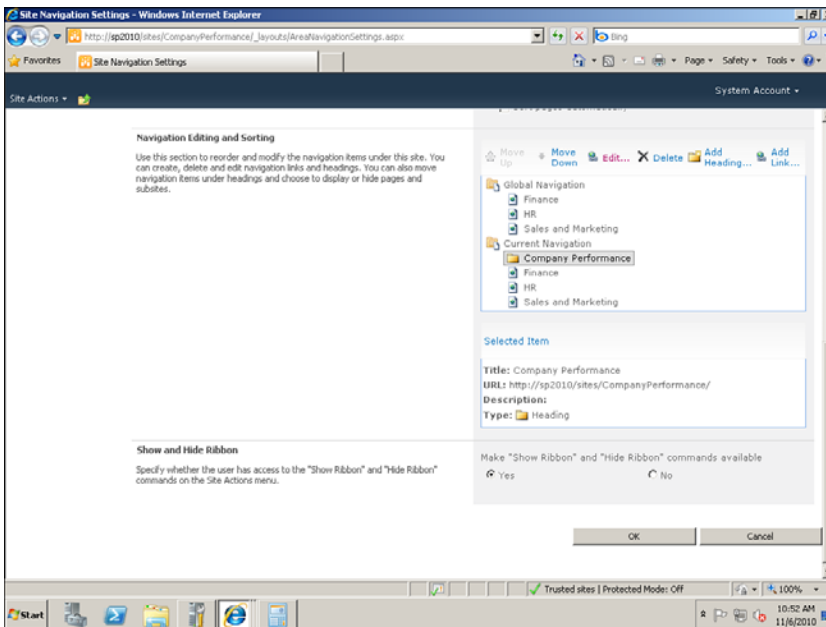 Site Navigation Settings - Windows Internet Explorer
http://sp2010/sites/CompanyPerformance/_layouts/AreaNavigationSettings.aspx
Bing
Favorites
Site Navigation Settings
Page
Safety
Tools
Site Actions
System Account
Navigation Editing and Sorting
Use this section to reorder and modify the navigation items under this site. You
can create, delete and edit navigation links and headings. You can also move
navigation items under headings and choose to display or hide pages and
subsites.
Move Up
Move Down
Edit...
Delete
Add Heading...
Add Link...
Global Navigation
Finance
HR
Sales and Marketing
Current Navigation
Company Performance
Finance
HR
Sales and Marketing
Selected Item
Title: Company Performance
URL: http://sp2010/sites/CompanyPerformance/
Description:
Type: Heading
Show and Hide Ribbon
Specify whether the user has access to the "Show Ribbon" and "Hide Ribbon"
commands on the Site Actions menu.
Make "Show Ribbon" and "Hide Ribbon" commands available
Yes
No
OK
Cancel
Trusted sites | Protected Mode: Off
100%
Start
10:52 AM
11/6/2010